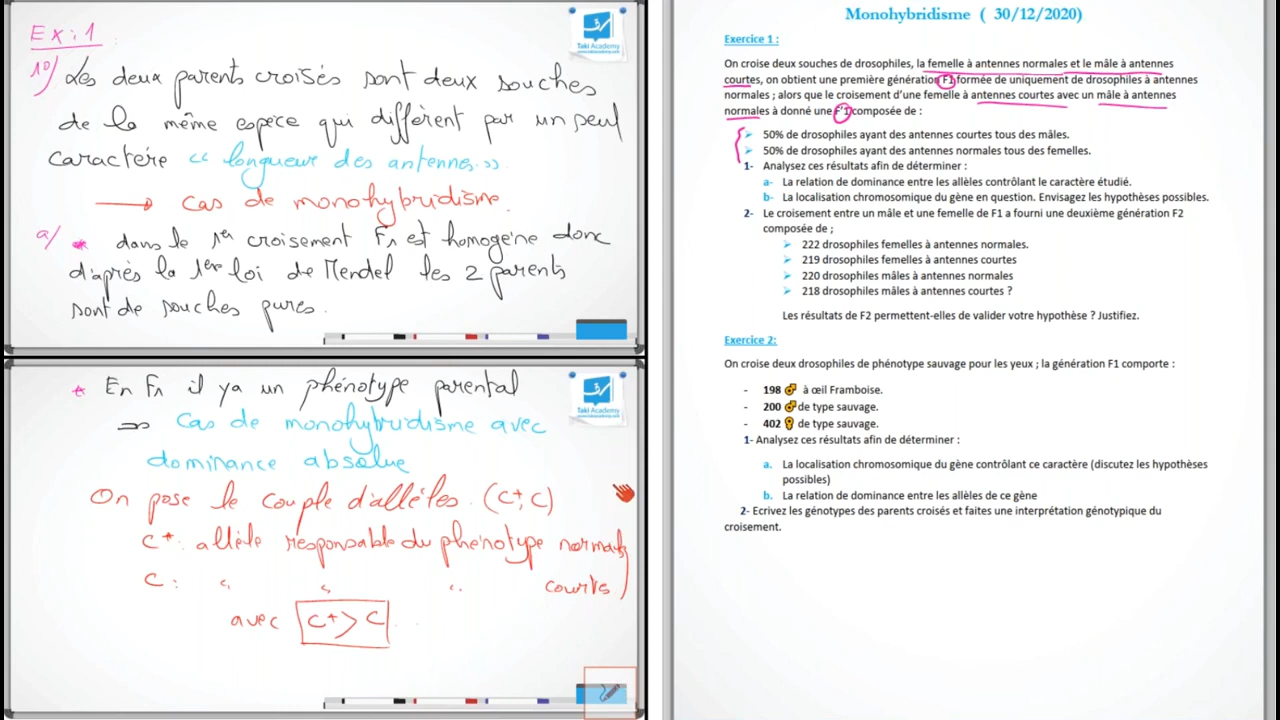 Ex: 1
Taki Academy
www.takiacademy.com
1°) Les deux parents croisés sont deux souches
de la même espèce qui différent par un seul
caractère « longueur des antennes ».
→ cas de monohybridisme.
a/ * dans le 1er croisement F1 est homogène donc
d'après la 1ère loi de Mendel les 2 parents
sont de souches pures.
* En F1 il ya un phénotype parental
Taki Academy
www.takiacademy.com
⇒ Cas de monohybridisme avec
dominance absolue
On pose le couple d'allèles. (C+, C)
C+: allèle responsable du phénotype normales
C: " " " courtes
avec C+ > C
Monohybridisme ( 30/12/2020)
Exercice 1 :
On croise deux souches de drosophiles, la femelle à antennes normales et le mâle à antennes
courtes, on obtient une première génération F1 formée de uniquement de drosophiles à antennes
normales ; alors que le croisement d'une femelle à antennes courtes avec un mâle à antennes
normales à donné une F'1 composée de :
➢ 50% de drosophiles ayant des antennes courtes tous des mâles.
➢ 50% de drosophiles ayant des antennes normales tous des femelles.
1- Analysez ces résultats afin de déterminer :
a- La relation de dominance entre les allèles contrôlant le caractère étudié.
b- La localisation chromosomique du gène en question. Envisagez les hypothèses possibles.
2- Le croisement entre un mâle et une femelle de F1 a fourni une deuxième génération F2
composée de ;
➢ 222 drosophiles femelles à antennes normales.
➢ 219 drosophiles femelles à antennes courtes
➢ 220 drosophiles mâles à antennes normales
➢ 218 drosophiles mâles à antennes courtes ?
Les résultats de F2 permettent-elles de valider votre hypothèse ? Justifiez.
Exercice 2:
On croise deux drosophiles de phénotype sauvage pour les yeux ; la génération F1 comporte :
- 198 ♂ à œil Framboise.
- 200 ♂ de type sauvage.
- 402 ♀ de type sauvage.
1- Analysez ces résultats afin de déterminer :
a. La localisation chromosomique du gène contrôlant ce caractère (discutez les hypothèses
possibles)
b. La relation de dominance entre les allèles de ce gène
2- Ecrivez les génotypes des parents croisés et faites une interprétation génotypique du
croisement.